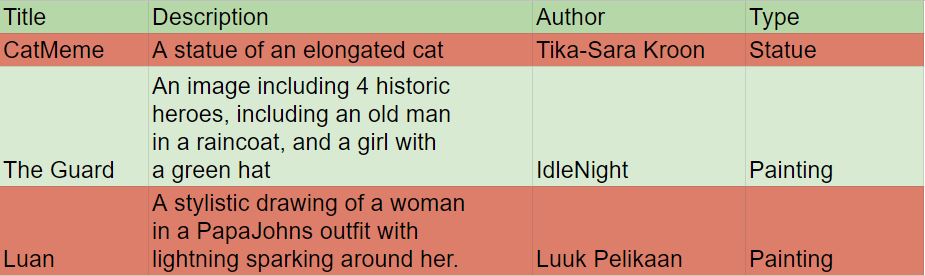 Title Description Author Type
CatMeme A statue of an elongated cat Tika-Sara Kroon Statue
An image including 4 historic
heroes, including an old man
in a raincoat, and a girl with
The Guard a green hat IdleNight Painting
A stylistic drawing of a woman
in a PapaJohns outfit with
Luan lightning sparking around her. Luuk Pelikaan Painting